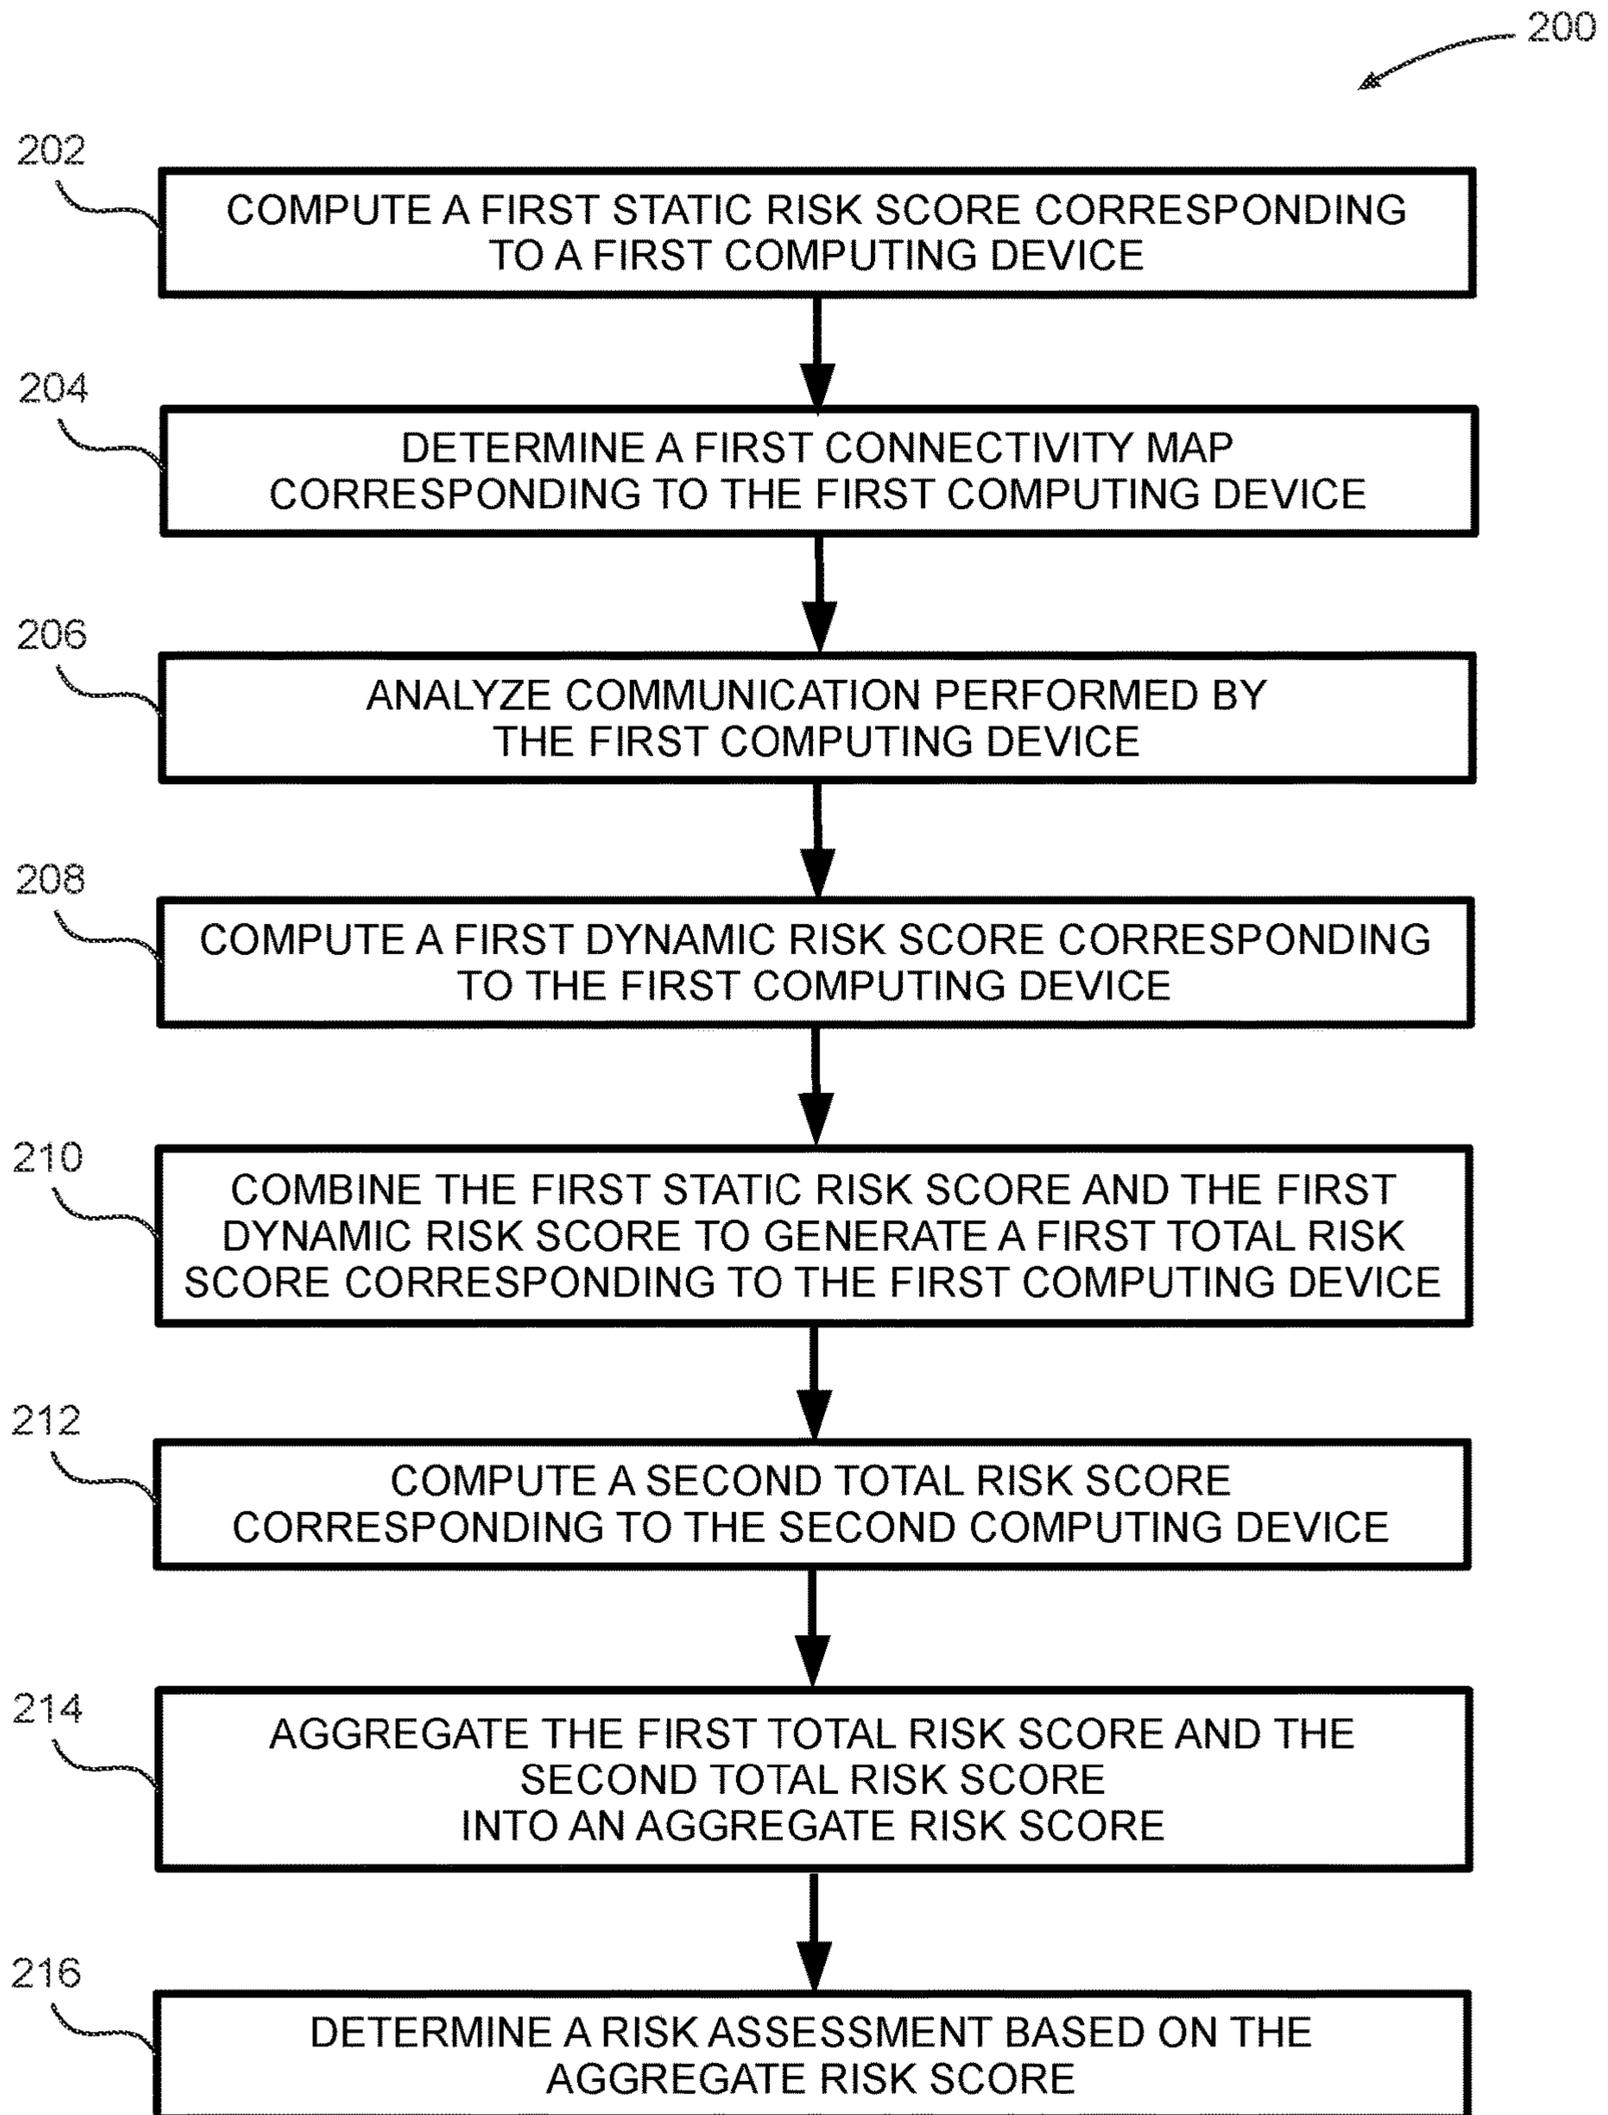 200
202
COMPUTE A FIRST STATIC RISK SCORE CORRESPONDING
TO A FIRST COMPUTING DEVICE
204
DETERMINE A FIRST CONNECTIVITY MAP
CORRESPONDING TO THE FIRST COMPUTING DEVICE
206
ANALYZE COMMUNICATION PERFORMED BY
THE FIRST COMPUTING DEVICE
208
COMPUTE A FIRST DYNAMIC RISK SCORE CORRESPONDING
TO THE FIRST COMPUTING DEVICE
210
COMBINE THE FIRST STATIC RISK SCORE AND THE FIRST
DYNAMIC RISK SCORE TO GENERATE A FIRST TOTAL RISK
SCORE CORRESPONDING TO THE FIRST COMPUTING DEVICE
212
COMPUTE A SECOND TOTAL RISK SCORE
CORRESPONDING TO THE SECOND COMPUTING DEVICE
214
AGGREGATE THE FIRST TOTAL RISK SCORE AND THE
SECOND TOTAL RISK SCORE
INTO AN AGGREGATE RISK SCORE
216
DETERMINE A RISK ASSESSMENT BASED ON THE
AGGREGATE RISK SCORE